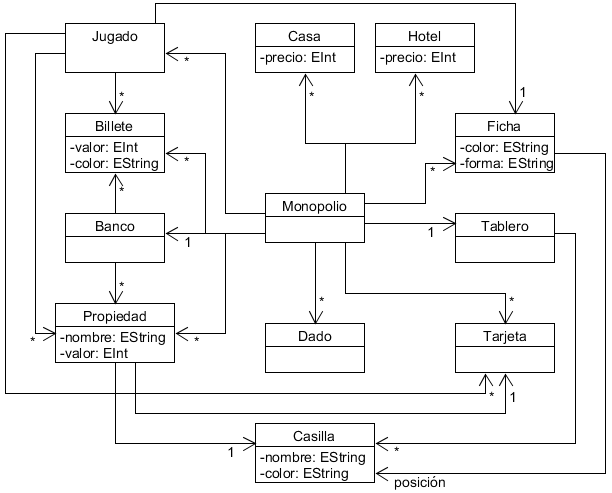 Jugado
Casa
-precio: EInt
Hotel
-precio: EInt
*
*
*
*
1
Billete
-valor: EInt
-color: EString
*
Ficha
-color: EString
-forma: EString
*
*
Monopolio
Banco
1
1
Tablero
*
*
*
Propiedad
-nombre: EString
-valor: EInt
*
*
Dado
Tarjeta
*
1
Casilla
-nombre: EString
-color: EString
1
*
posición